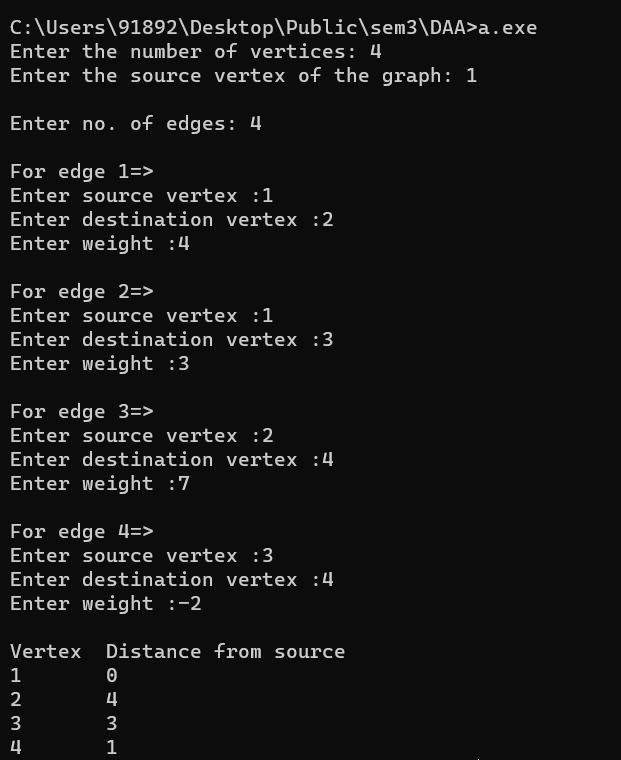 C:\Users\91892\Desktop\Public\sem3\DAA>a.exe
Enter the number of vertices: 4
Enter the source vertex of the graph: 1
Enter no. of edges: 4
For edge 1=>
Enter source vertex :1
Enter destination vertex :2
Enter weight :4
For edge 2=>
Enter source vertex :1
Enter destination vertex :3
Enter weight :3
For edge 3=>
Enter source vertex :2
Enter destination vertex :4
Enter weight :7
For edge 4=>
Enter source vertex :3
Enter destination vertex :4
Enter weight :-2
Vertex  Distance from source
1       0
2       4
3       3
4       1